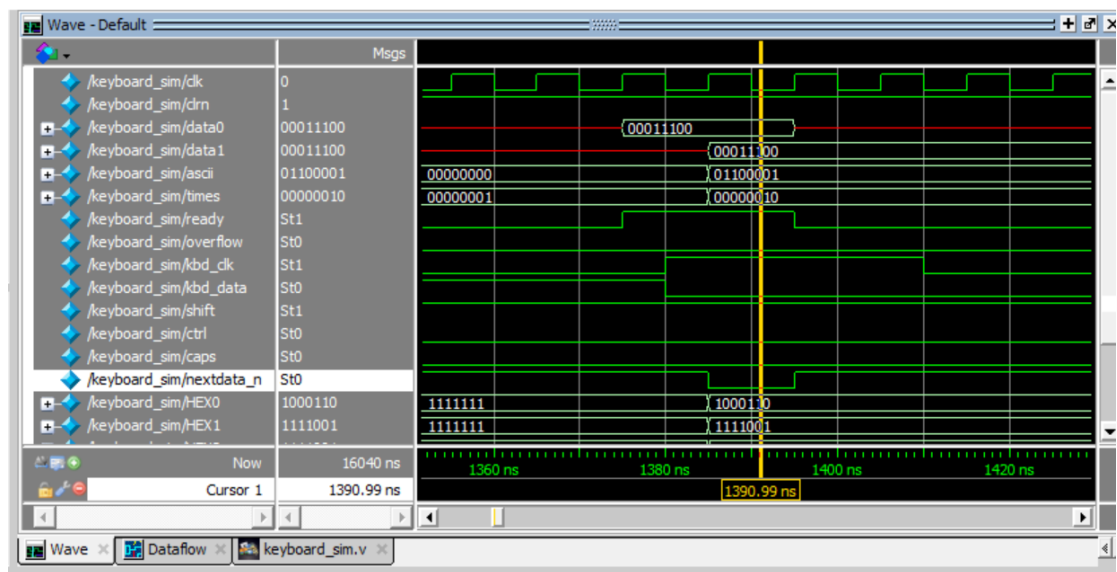 Wave - Default
Msgs
/keyboard_sim/clk 0
/keyboard_sim/clrn 1
/keyboard_sim/data0 00011100 00011100
/keyboard_sim/data1 00011100 00011100
/keyboard_sim/ascii 01100001 00000000 01100001
/keyboard_sim/times 00000010 00000001 00000010
/keyboard_sim/ready St1
/keyboard_sim/overflow St0
/keyboard_sim/kbd_clk St1
/keyboard_sim/kbd_data St0
/keyboard_sim/shift St1
/keyboard_sim/ctrl St0
/keyboard_sim/caps St0
/keyboard_sim/nextdata_n St0
/keyboard_sim/HEX0 1000110 1111111 1000110
/keyboard_sim/HEX1 1111001 1111111 1111001
Now 16040 ns 1360 ns 1380 ns 1400 ns 1420 ns
Cursor 1 1390.99 ns 1390.99 ns
Wave Dataflow keyboard_sim.v